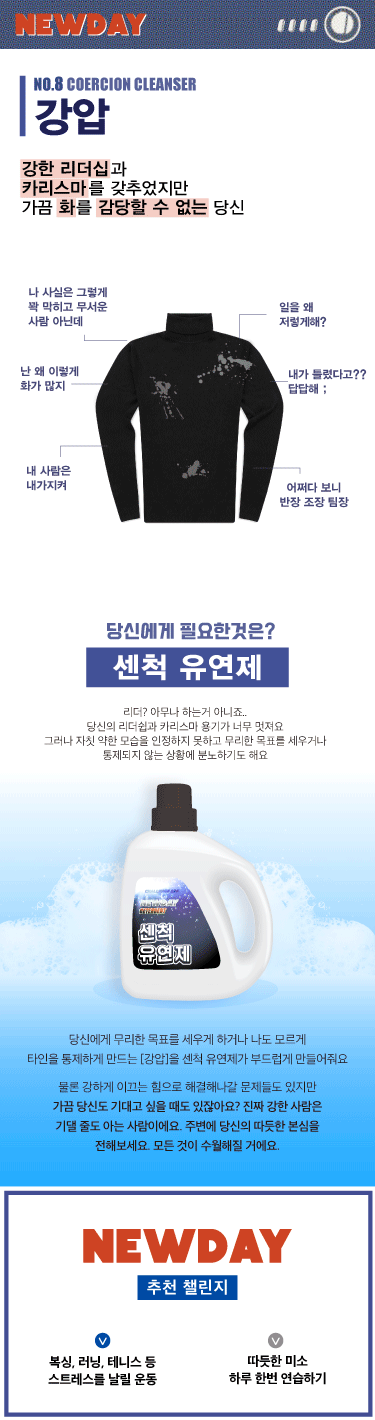 NEWDAY
NO.8 COERCION CLEANSER
강압
강한 리더십과
카리스마를 갖추었지만
가끔 화를 감당할 수 없는 당신
나 사실은 그렇게
꽉 막히고 무서운
사람 아닌데
일을 왜
저렇게해?
난 왜 이렇게
화가 많지
내가 틀렸다고??
답답해 ;
내 사람은
내가지켜
어쩌다 보니
반장 조장 팀장
당신에게 필요한것은?
센척 유연제
리더? 아무나 하는거 아니죠..
당신의 리더쉽과 카리스마 용기가 너무 멋져요
그러나 자칫 약한 모습을 인정하지 못하고 무리한 목표를 세우거나
통제되지 않는 상황에 분노하기도 해요
NEWDAY
센척
유연제
당신에게 무리한 목표를 세우게 하거나 나도 모르게
타인을 통제하게 만드는 [강압]을 센척 유연제가 부드럽게 만들어줘요
물론 강하게 이끄는 힘으로 해결해나갈 문제들도 있지만
가끔 당신도 기대고 싶을 때도 있잖아요? 진짜 강한 사람은
기댈 줄도 아는 사람이에요. 주변에 당신의 따듯한 본심을
전해보세요. 모든 것이 수월해질 거에요.
NEWDAY
추천 챌린지
복싱, 러닝, 테니스 등
스트레스를 날릴 운동
따듯한 미소
하루 한번 연습하기